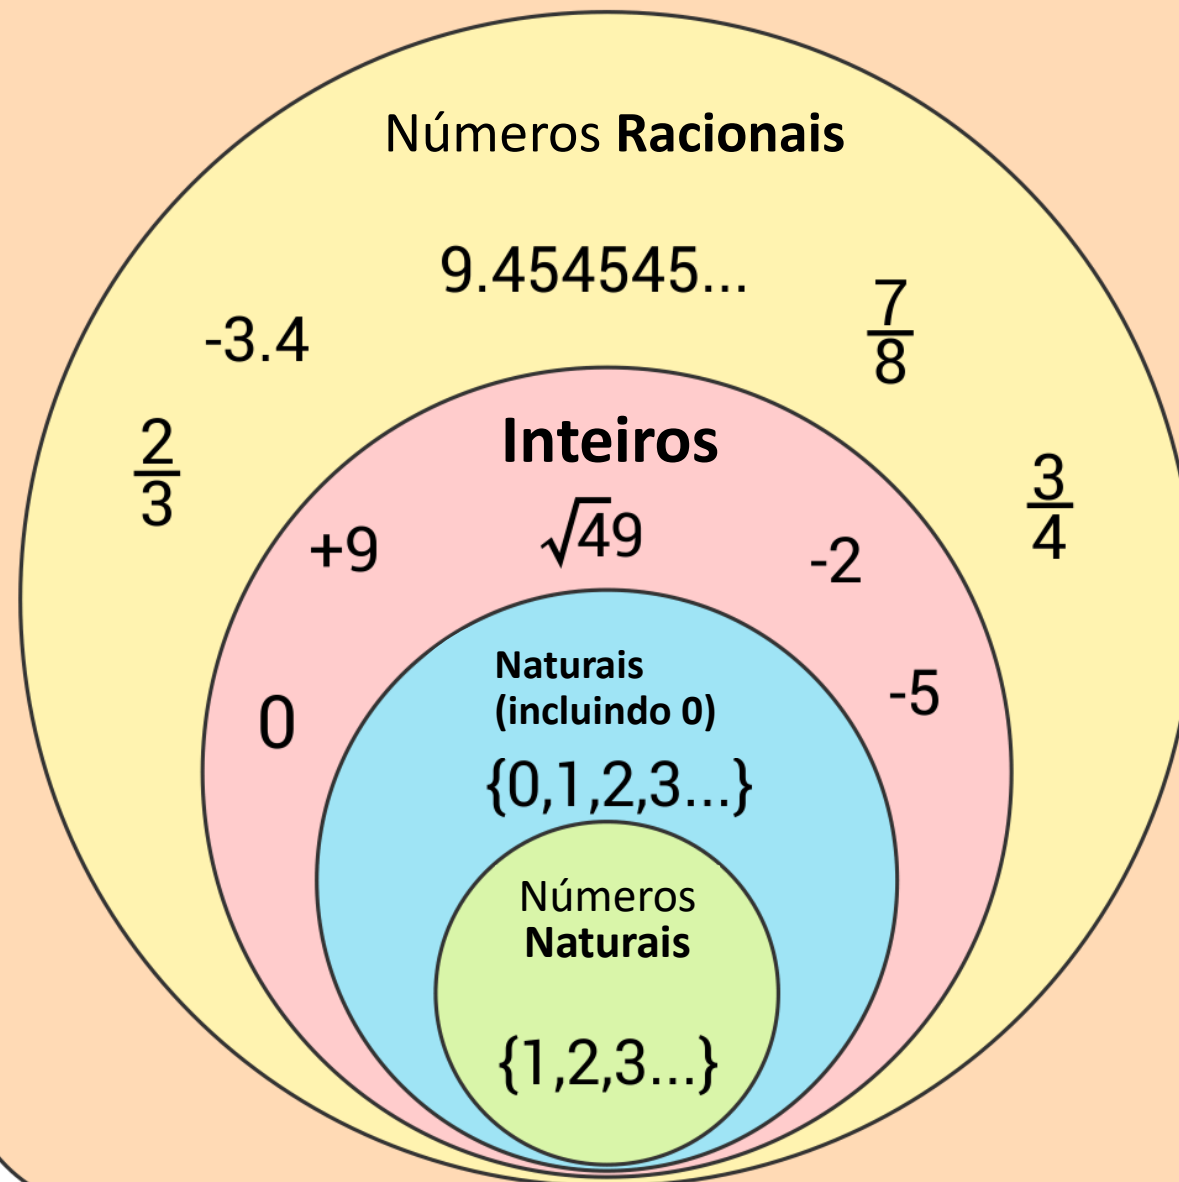 Números Racionais
9.454545...
7/8
-3.4
2/3
3/4
Inteiros
+9
√49
-2
0
-5
Naturais
(incluindo 0)
{0,1,2,3...}
Números
Naturais
{1,2,3...}